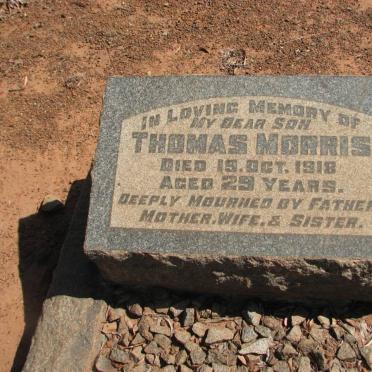 IN LOVING MEMORY OF
MY DEAR SON
THOMAS MORRIS
DIED 19. OCT. 1918
AGED 29 YEARS.
DEEPLY MOURNED BY FATHER
MOTHER, WIFE, & SISTER.